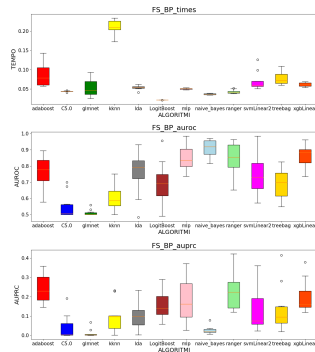 FS_BP_times
TEMPO
0.20
0.15
0.10
0.05
adaboost C5.0 glmnet kknn lda LogitBoost mlp naive_bayes ranger svmLinear2 treebag xgbLinear
ALGORITMI
FS_BP_auroc
AUROC
1.0
0.9
0.8
0.7
0.6
0.5
0.4
adaboost C5.0 glmnet kknn lda LogitBoost mlp naive_bayes ranger svmLinear2 treebag xgbLinear
ALGORITMI
FS_BP_auprc
AUPRC
0.4
0.3
0.2
0.1
0.0
adaboost C5.0 glmnet kknn lda LogitBoost mlp naive_bayes ranger svmLinear2 treebag xgbLinear
ALGORITMI